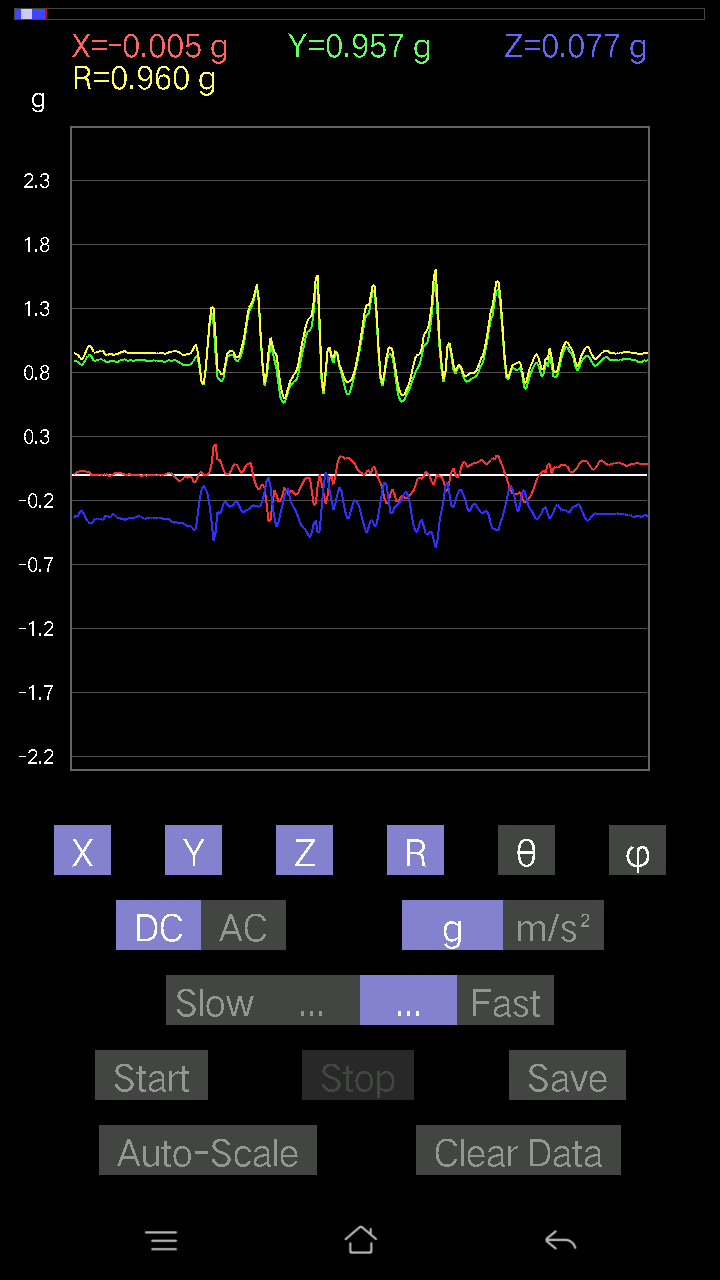 X=-0.005 g Y=0.957 g Z=0.077 g
R=0.960 g
g
2.3
1.8
1.3
0.8
0.3
-0.2
-0.7
-1.2
-1.7
-2.2
X Y Z R θ φ
DC AC g m/s²
Slow ... ... Fast
Start Stop Save
Auto-Scale Clear Data